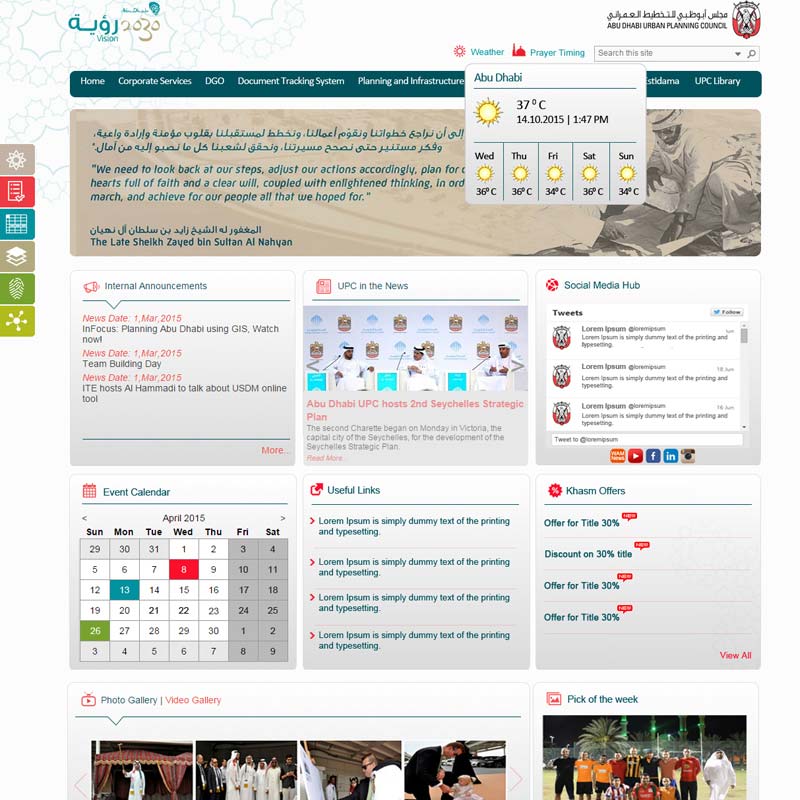 رؤية
أبوظبي Abu Dhabi
2030
Vision
مجلس أبوظبي للتخطيط العمراني
ABU DHABI URBAN PLANNING COUNCIL
Weather
Prayer Timing
Search this site
Home Corporate Services DGO Document Tracking System Planning and Infrastructure stidama UPC Library
Abu Dhabi
37⁰ C
14.10.2015 | 1:47 PM
Wed Thu Fri Sat Sun
36⁰ C 36⁰ C 34⁰ C 36⁰ C 34⁰ C
إلى أن نراجع خطواتنا ونقوّم أعمالنا، ونخطط لمستقبلنا بقلوب مؤمنة وإرادة واعية،
وفكر مستنير حتى نصحح مسيرتنا، ونحقق لشعبنا كل ما نصبو إليه من آمال."
"We need to look back at our steps, adjust our actions accordingly, plan for
hearts full of faith and a clear will, coupled with enlightened thinking, in ord
march, and achieve for our people all that we hoped for."
المغفور له الشيخ زايد بن سلطان آل نهيان
The Late Sheikh Zayed bin Sultan Al Nahyan
Internal Announcements
News Date: 1,Mar,2015
InFocus: Planning Abu Dhabi using GIS, Watch
now!
News Date: 1,Mar,2015
Team Building Day
News Date: 1,Mar,2015
ITE hosts Al Hammadi to talk about USDM online
tool
More...
UPC in the News
Abu Dhabi UPC hosts 2nd Seychelles Strategic
Plan
The second Charette began on Monday in Victoria, the
capital city of the Seychelles, for the development of the
Seychelles Strategic Plan.
Read More...
Social Media Hub
Tweets Follow
Lorem Ipsum @loremipsum Jun
Lorem Ipsum is simply dummy text of the printing and
typesetting.
Lorem Ipsum @loremipsum 18 Jun
Lorem Ipsum is simply dummy text of the printing and
typesetting.
Lorem Ipsum @loremipsum 16 Jun
Lorem Ipsum is simply dummy text of the printing and
typesetting.
Tweet to @loremipsum
WAM
News
Event Calendar
< April 2015 >
Sun Mon Tue Wed Thu Fri Sat
29 30 31 1 2 3 4
5 6 7 8 9 10 11
12 13 14 15 16 17 18
19 20 21 22 23 24 25
26 27 28 29 30 1 2
3 4 5 6 7 8 9
Useful Links
Lorem Ipsum is simply dummy text of the printing
and typesetting.
Lorem Ipsum is simply dummy text of the printing
and typesetting.
Lorem Ipsum is simply dummy text of the printing
and typesetting.
Lorem Ipsum is simply dummy text of the printing
and typesetting.
Khasm Offers
Offer for Title 30% NEW
Discount on 30% title NEW
Offer for Title 30% NEW
Offer for Title 30% NEW
View All
Photo Gallery | Video Gallery
Pick of the week